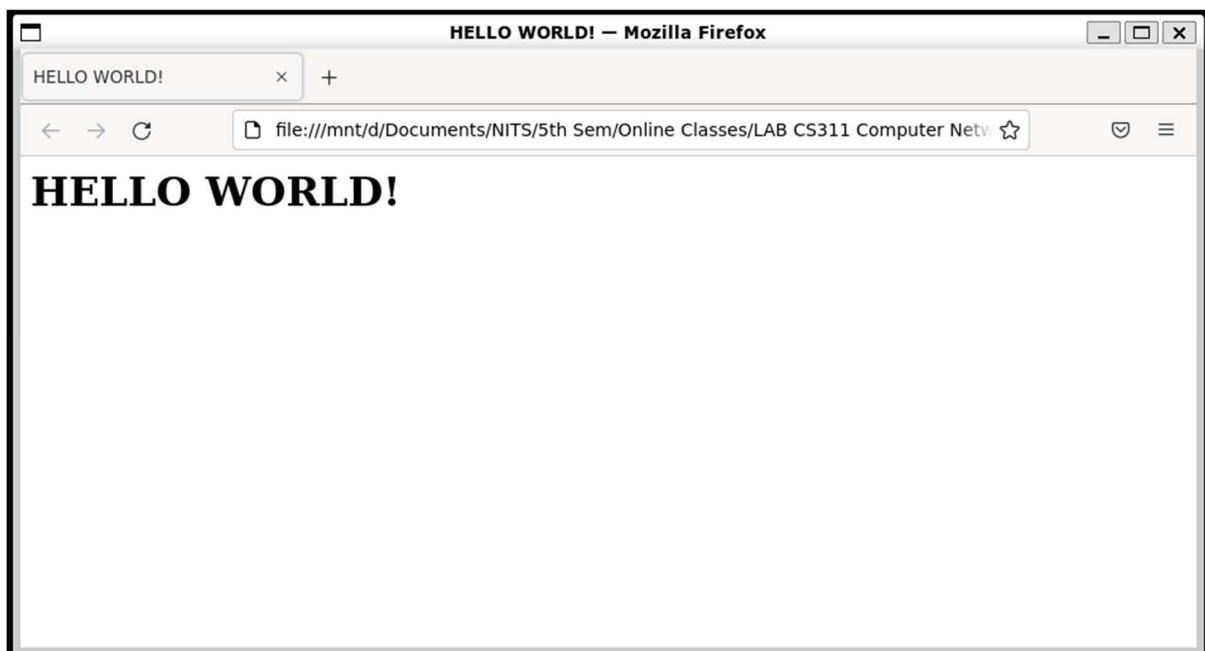 HELLO WORLD! — Mozilla Firefox
HELLO WORLD!
file:///mnt/d/Documents/NITS/5th Sem/Online Classes/LAB CS311 Computer
HELLO WORLD!